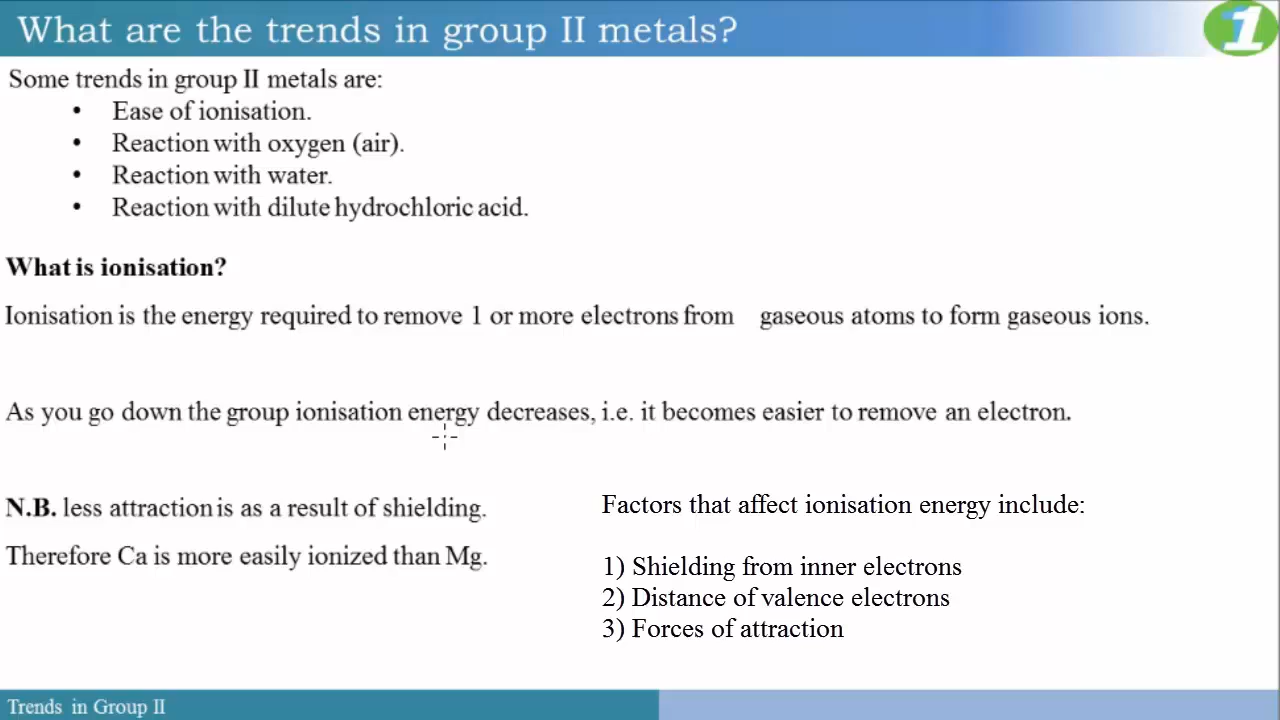 What are the trends in group II metals?
1
Some trends in group II metals are:
• Ease of ionisation.
• Reaction with oxygen (air).
• Reaction with water.
• Reaction with dilute hydrochloric acid.
What is ionisation?
Ionisation is the energy required to remove 1 or more electrons from gaseous atoms to form gaseous ions.
As you go down the group ionisation energy decreases, i.e. it becomes easier to remove an electron.
N.B. less attraction is as a result of shielding.
Therefore Ca is more easily ionized than Mg.
Factors that affect ionisation energy include:
1) Shielding from inner electrons
2) Distance of valence electrons
3) Forces of attraction
Trends in Group II